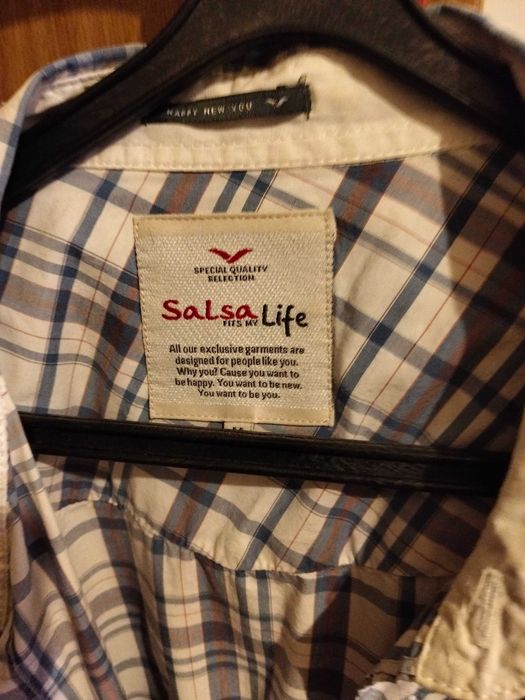 HAPPY NEW YOU
SPECIAL QUALITY
SELECTION
Salsa Life
FITS MY
All our exclusive garments are
designed for people like you.
Why you? Cause you want to
be happy. You want to be new.
You want to be you.